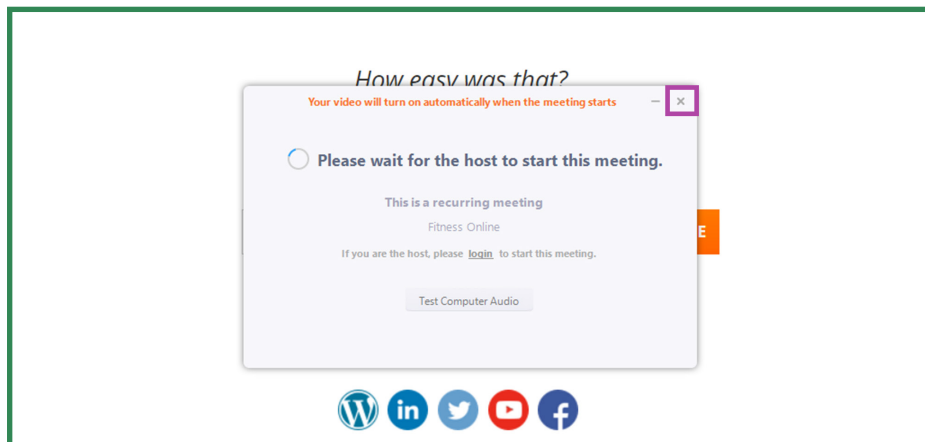 How easy was that?
Your video will turn on automatically when the meeting starts
Please wait for the host to start this meeting.
This is a recurring meeting
Fitness Online
E
If you are the host, please login to start this meeting.
Test Computer Audio
W in
f